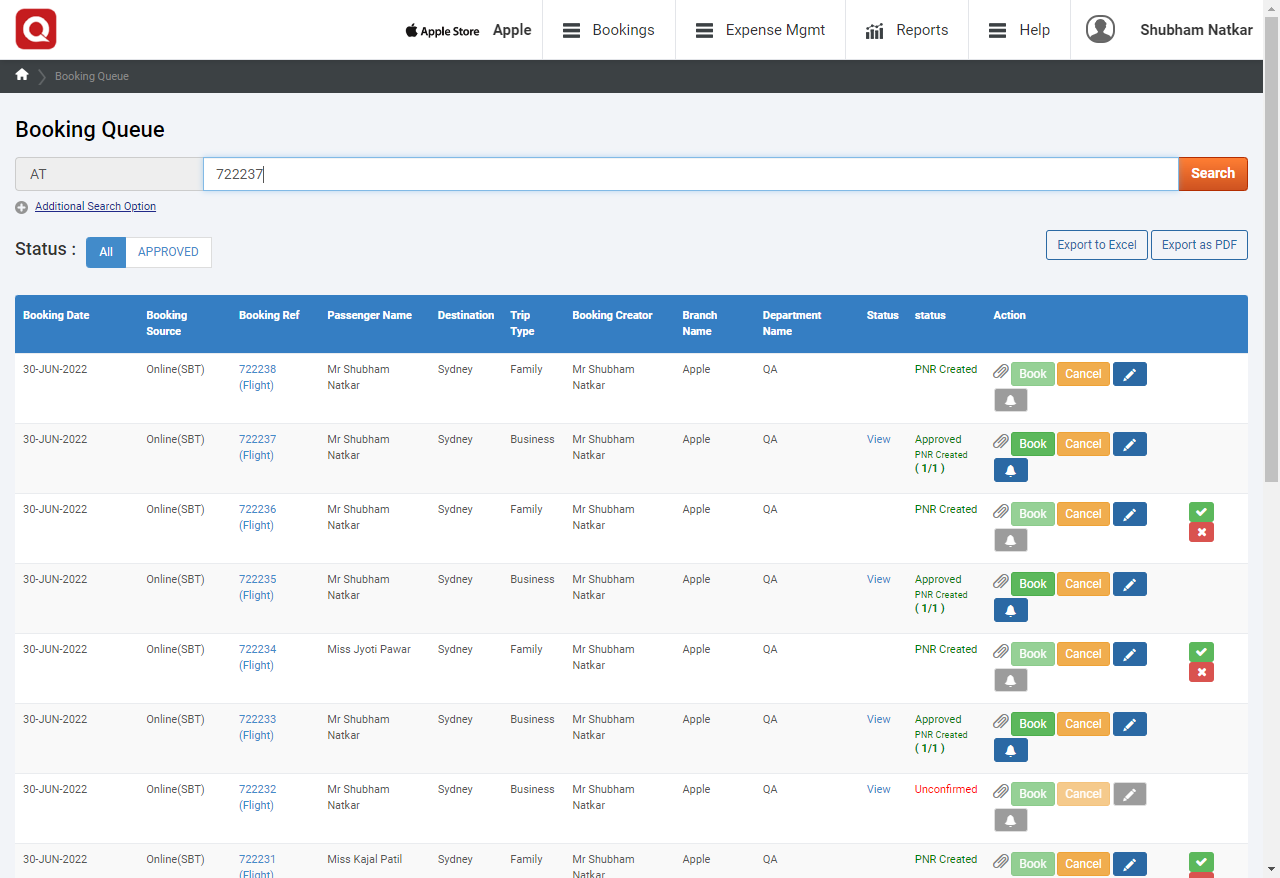 Apple Store Apple Bookings Expense Mgmt Reports Help Shubham Natkar
Booking Queue
Booking Queue
AT 722237 Search
Additional Search Option
Status : All APPROVED Export to Excel Export as PDF
Booking Date Booking Source Booking Ref Passenger Name Destination Trip Type Booking Creator Branch Name Department Name Status status Action
30-JUN-2022 Online(SBT) 722238 (Flight) Mr Shubham Natkar Sydney Family Mr Shubham Natkar Apple QA PNR Created Book Cancel
30-JUN-2022 Online(SBT) 722237 (Flight) Mr Shubham Natkar Sydney Business Mr Shubham Natkar Apple QA View Approved PNR Created ( 1/1 ) Book Cancel
30-JUN-2022 Online(SBT) 722236 (Flight) Mr Shubham Natkar Sydney Family Mr Shubham Natkar Apple QA PNR Created Book Cancel
30-JUN-2022 Online(SBT) 722235 (Flight) Mr Shubham Natkar Sydney Business Mr Shubham Natkar Apple QA View Approved PNR Created ( 1/1 ) Book Cancel
30-JUN-2022 Online(SBT) 722234 (Flight) Miss Jyoti Pawar Sydney Family Mr Shubham Natkar Apple QA PNR Created Book Cancel
30-JUN-2022 Online(SBT) 722233 (Flight) Mr Shubham Natkar Sydney Business Mr Shubham Natkar Apple QA View Approved PNR Created ( 1/1 ) Book Cancel
30-JUN-2022 Online(SBT) 722232 (Flight) Mr Shubham Natkar Sydney Business Mr Shubham Natkar Apple QA View Unconfirmed Book Cancel
30-JUN-2022 Online(SBT) 722231 (Flight) Miss Kajal Patil Sydney Family Mr Shubham Natkar Apple QA PNR Created Book Cancel